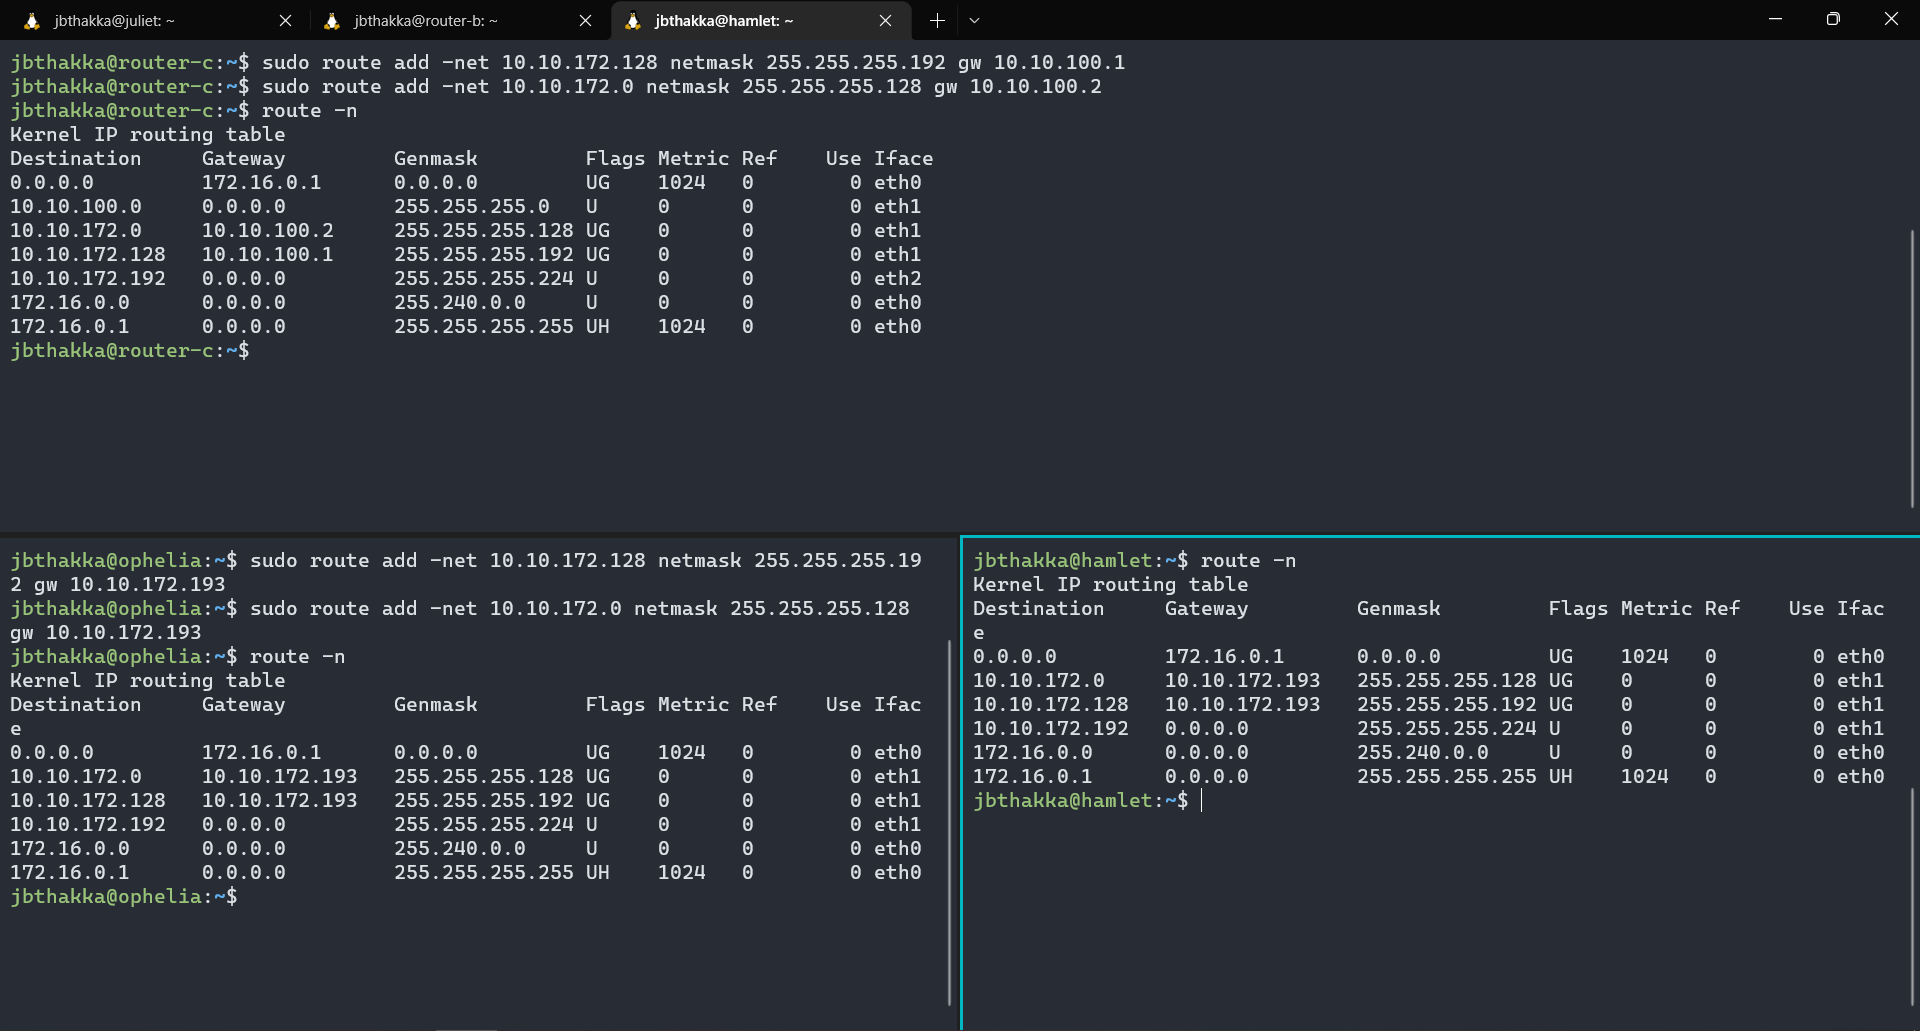 jbthakka@juliet: ~
jbthakka@router-b: ~
jbthakka@hamlet: ~
jbthakka@router-c:~$ sudo route add -net 10.10.172.128 netmask 255.255.255.192 gw 10.10.100.1
jbthakka@router-c:~$ sudo route add -net 10.10.172.0 netmask 255.255.255.128 gw 10.10.100.2
jbthakka@router-c:~$ route -n
Kernel IP routing table
Destination     Gateway         Genmask         Flags Metric Ref    Use Iface
0.0.0.0         172.16.0.1      0.0.0.0         UG    1024   0        0 eth0
10.10.100.0     0.0.0.0         255.255.255.0   U     0      0        0 eth1
10.10.172.0     10.10.100.2     255.255.255.128 UG    0      0        0 eth1
10.10.172.128   10.10.100.1     255.255.255.192 UG    0      0        0 eth1
10.10.172.192   0.0.0.0         255.255.255.224 U     0      0        0 eth2
172.16.0.0      0.0.0.0         255.240.0.0     U     0      0        0 eth0
172.16.0.1      0.0.0.0         255.255.255.255 UH    1024   0        0 eth0
jbthakka@router-c:~$
jbthakka@ophelia:~$ sudo route add -net 10.10.172.128 netmask 255.255.255.19
2 gw 10.10.172.193
jbthakka@ophelia:~$ sudo route add -net 10.10.172.0 netmask 255.255.255.128
gw 10.10.172.193
jbthakka@ophelia:~$ route -n
Kernel IP routing table
Destination     Gateway         Genmask         Flags Metric Ref    Use Ifac
e
0.0.0.0         172.16.0.1      0.0.0.0         UG    1024   0        0 eth0
10.10.172.0     10.10.172.193   255.255.255.128 UG    0      0        0 eth1
10.10.172.128   10.10.172.193   255.255.255.192 UG    0      0        0 eth1
10.10.172.192   0.0.0.0         255.255.255.224 U     0      0        0 eth1
172.16.0.0      0.0.0.0         255.240.0.0     U     0      0        0 eth0
172.16.0.1      0.0.0.0         255.255.255.255 UH    1024   0        0 eth0
jbthakka@ophelia:~$
jbthakka@hamlet:~$ route -n
Kernel IP routing table
Destination     Gateway         Genmask         Flags Metric Ref    Use Ifac
e
0.0.0.0         172.16.0.1      0.0.0.0         UG    1024   0        0 eth0
10.10.172.0     10.10.172.193   255.255.255.128 UG    0      0        0 eth1
10.10.172.128   10.10.172.193   255.255.255.192 UG    0      0        0 eth1
10.10.172.192   0.0.0.0         255.255.255.224 U     0      0        0 eth1
172.16.0.0      0.0.0.0         255.240.0.0     U     0      0        0 eth0
172.16.0.1      0.0.0.0         255.255.255.255 UH    1024   0        0 eth0
jbthakka@hamlet:~$